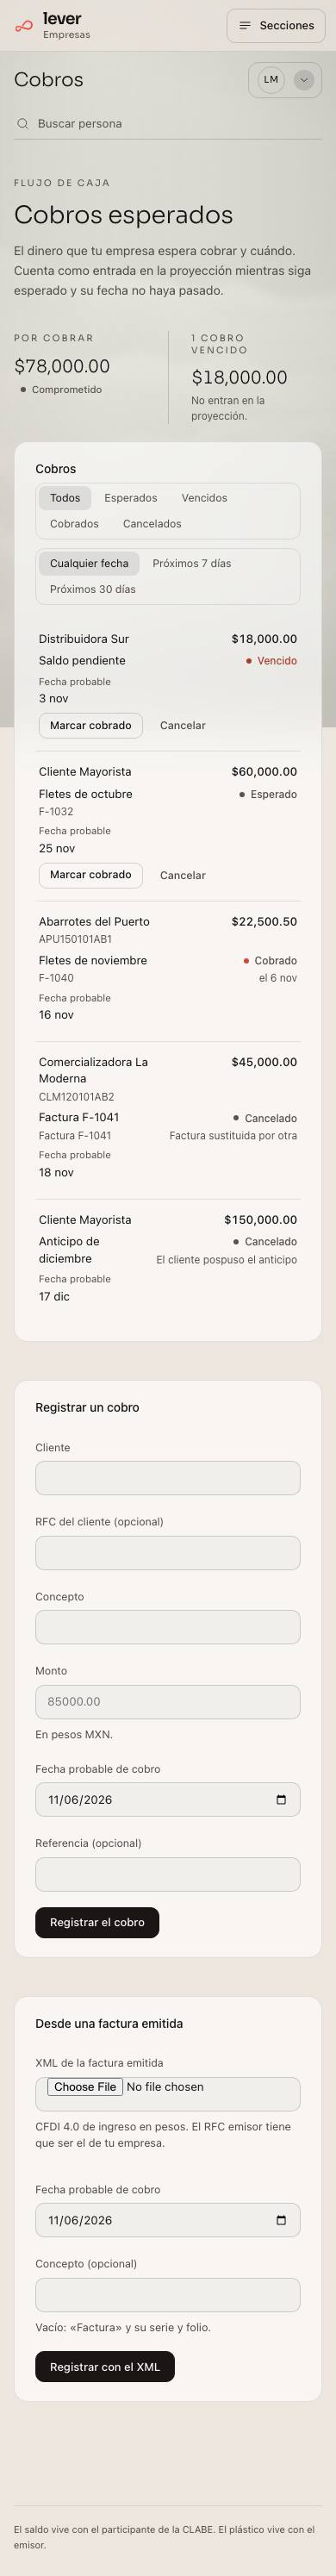 lever
Empresas
Secciones
Cobros
LM
Buscar persona
FLUJO DE CAJA
Cobros esperados
El dinero que tu empresa espera cobrar y cuándo.
Cuenta como entrada en la proyección mientras siga
esperado y su fecha no haya pasado.
POR COBRAR
$78,000.00
Comprometido
1 COBRO
VENCIDO
$18,000.00
No entran en la
proyección.
Cobros
Todos
Esperados
Vencidos
Cobrados
Cancelados
Cualquier fecha
Próximos 7 días
Próximos 30 días
Distribuidora Sur
$18,000.00
Saldo pendiente
Vencido
Fecha probable
3 nov
Marcar cobrado
Cancelar
Cliente Mayorista
$60,000.00
Fletes de octubre
Esperado
F-1032
Fecha probable
25 nov
Marcar cobrado
Cancelar
Abarrotes del Puerto
$22,500.50
APU150101AB1
Fletes de noviembre
Cobrado
F-1040
el 6 nov
Fecha probable
16 nov
Comercializadora La
Moderna
$45,000.00
CLM120101AB2
Factura F-1041
Cancelado
Factura F-1041
Factura sustituida por otra
Fecha probable
18 nov
Cliente Mayorista
$150,000.00
Anticipo de
diciembre
Cancelado
El cliente pospuso el anticipo
Fecha probable
17 dic
Registrar un cobro
Cliente
RFC del cliente (opcional)
Concepto
Monto
85000.00
En pesos MXN.
Fecha probable de cobro
11/06/2026
Referencia (opcional)
Registrar el cobro
Desde una factura emitida
XML de la factura emitida
Choose File No file chosen
CFDI 4.0 de ingreso en pesos. El RFC emisor tiene
que ser el de tu empresa.
Fecha probable de cobro
11/06/2026
Concepto (opcional)
Vacío: «Factura» y su serie y folio.
Registrar con el XML
El saldo vive con el participante de la CLABE. El plástico vive con el
emisor.